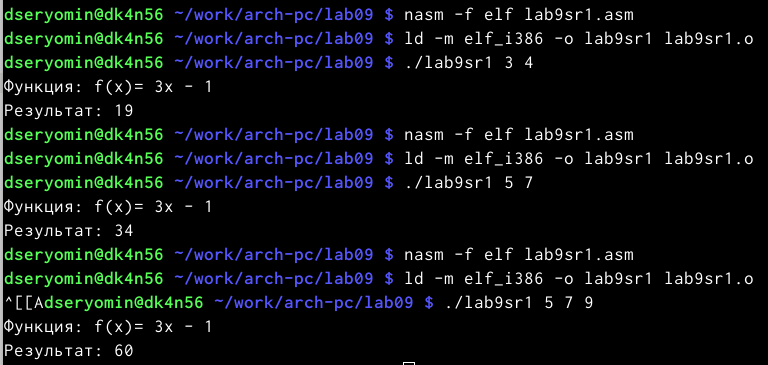 dseryomin@dk4n56 ~/work/arch-pc/lab09 $ nasm -f elf lab9sr1.asm
dseryomin@dk4n56 ~/work/arch-pc/lab09 $ ld -m elf_i386 -o lab9sr1 lab9sr1.o
dseryomin@dk4n56 ~/work/arch-pc/lab09 $ ./lab9sr1 3 4
Функция: f(x)= 3x - 1
Результат: 19
dseryomin@dk4n56 ~/work/arch-pc/lab09 $ nasm -f elf lab9sr1.asm
dseryomin@dk4n56 ~/work/arch-pc/lab09 $ ld -m elf_i386 -o lab9sr1 lab9sr1.o
dseryomin@dk4n56 ~/work/arch-pc/lab09 $ ./lab9sr1 5 7
Функция: f(x)= 3x - 1
Результат: 34
dseryomin@dk4n56 ~/work/arch-pc/lab09 $ nasm -f elf lab9sr1.asm
dseryomin@dk4n56 ~/work/arch-pc/lab09 $ ld -m elf_i386 -o lab9sr1 lab9sr1.o
^[[Adseryomin@dk4n56 ~/work/arch-pc/lab09 $ ./lab9sr1 5 7 9
Функция: f(x)= 3x - 1
Результат: 60